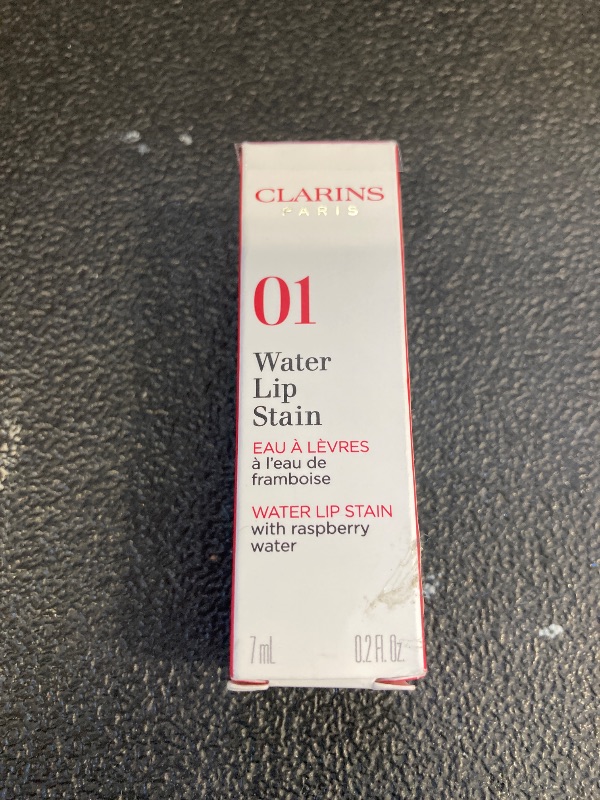 CLARINS
PARIS
01
Water
Lip
Stain
EAU À LÈVRES
à l'eau de
framboise
WATER LIP STAIN
with raspberry
water
7 mL 0.2 Fl. Oz.